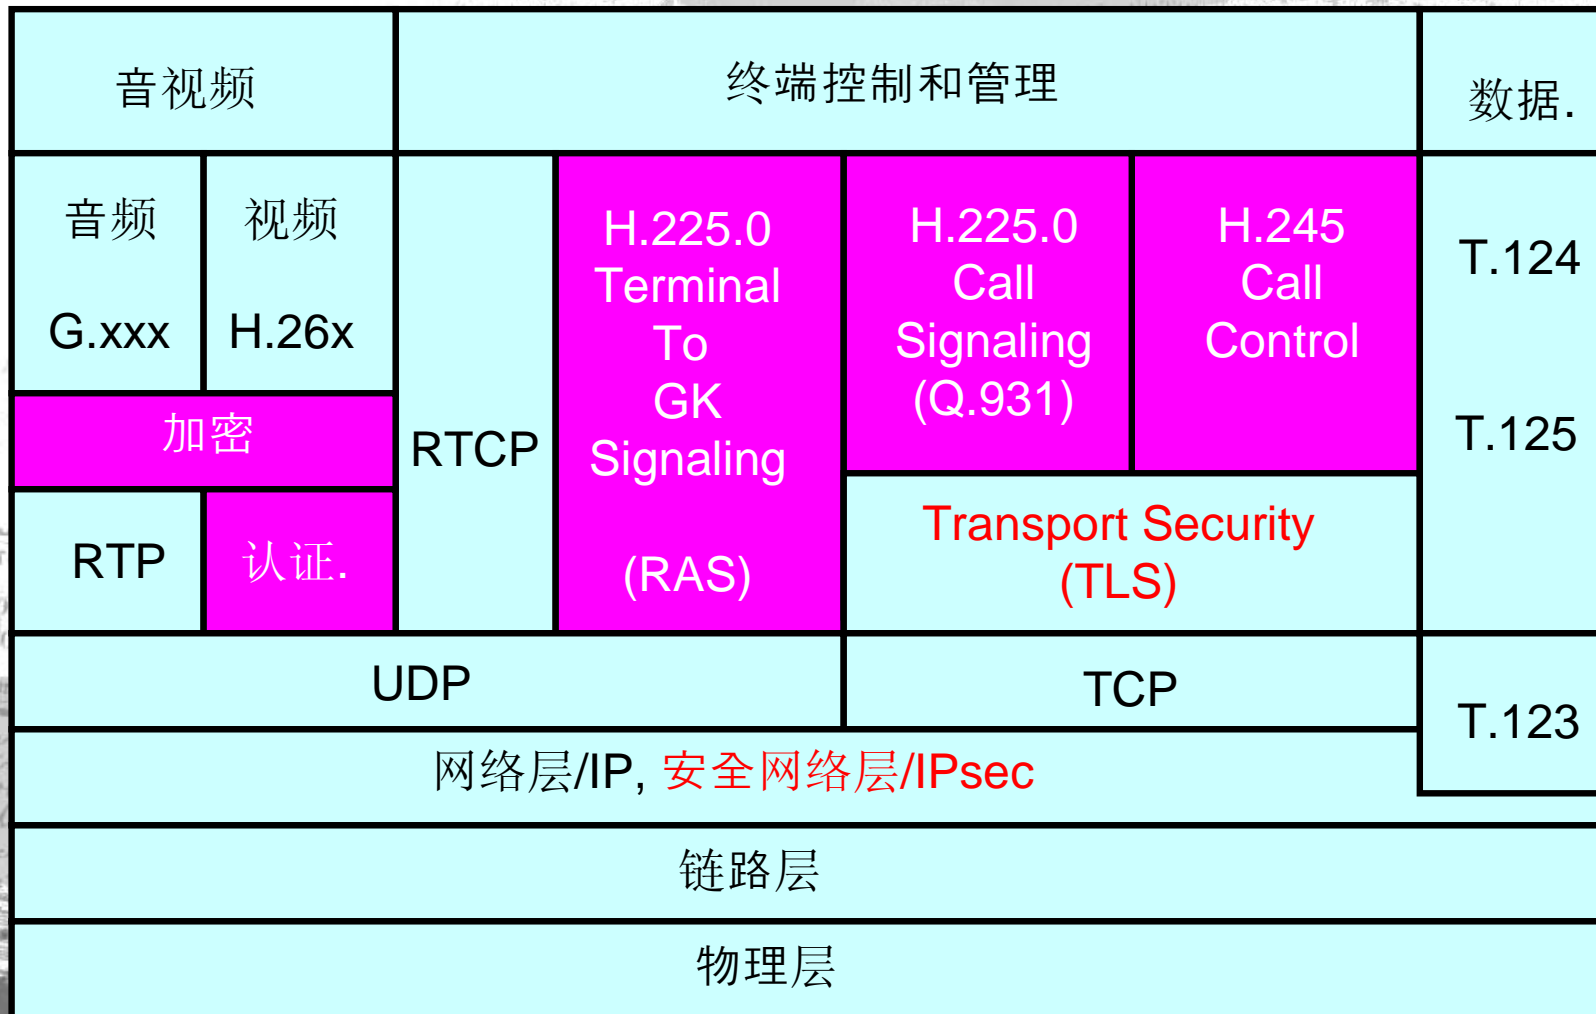 音视频
终端控制和管理
数据.
音频
G.xxx
视频
H.26x
加密
RTP
认证.
RTCP
H.225.0
Terminal
To
GK
Signaling
(RAS)
H.225.0
Call
Signaling
(Q.931)
H.245
Call
Control
Transport Security
(TLS)
T.124
T.125
UDP
TCP
T.123
网络层/IP, 安全网络层/IPsec
链路层
物理层